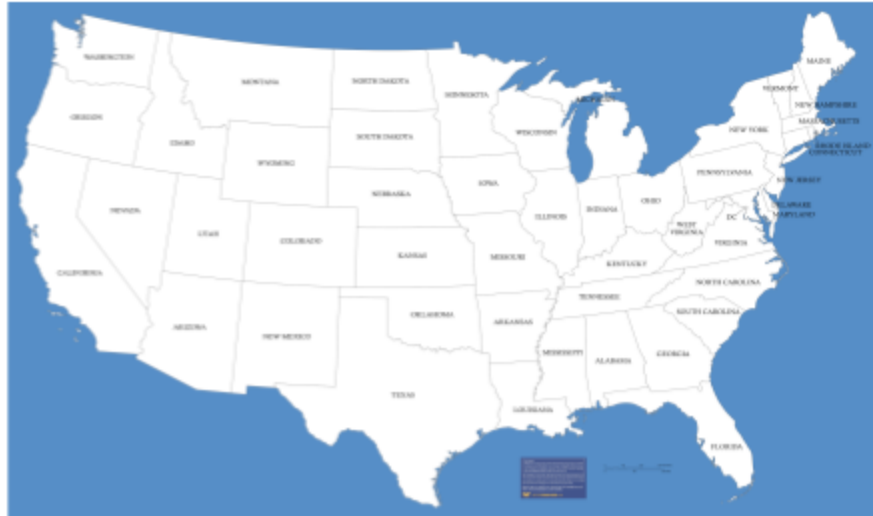 WASHINGTON
MONTANA
NORTH DAKOTA
MINNESOTA
MAINE
VERMONT
NEW HAMPSHIRE
MASSACHUSETTS
NEW YORK
RHODE ISLAND
CONNECTICUT
OREGON
IDAHO
SOUTH DAKOTA
WISCONSIN
WYOMING
PENNSYLVANIA
NEW JERSEY
IOWA
NEBRASKA
OHIO
INDIANA
ILLINOIS
DELAWARE
MARYLAND
DC
NEVADA
UTAH
COLORADO
WEST
VIRGINIA
VIRGINIA
KANSAS
MISSOURI
KENTUCKY
CALIFORNIA
NORTH CAROLINA
TENNESSEE
OKLAHOMA
ARKANSAS
SOUTH CAROLINA
ARIZONA
NEW MEXICO
MISSISSIPPI
ALABAMA
GEORGIA
TEXAS
LOUISIANA
FLORIDA